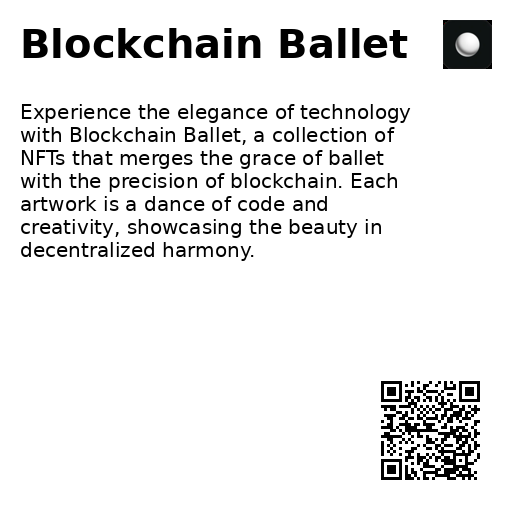 Blockchain Ballet
Experience the elegance of technology
with Blockchain Ballet, a collection of
NFTs that merges the grace of ballet
with the precision of blockchain. Each
artwork is a dance of code and
creativity, showcasing the beauty in
decentralized harmony.